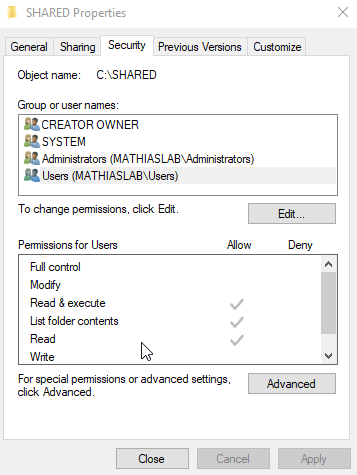 SHARED Properties
General Sharing Security Previous Versions Customize
Object name: C:\SHARED
Group or user names:
CREATOR OWNER
SYSTEM
Administrators (MATHIASLAB\Administrators)
Users (MATHIASLAB\Users)
To change permissions, click Edit.
Edit...
Permissions for Users Allow Deny
Full control
Modify
Read & execute
List folder contents
Read
Write
For special permissions or advanced settings,
click Advanced.
Advanced
Close Cancel Apply